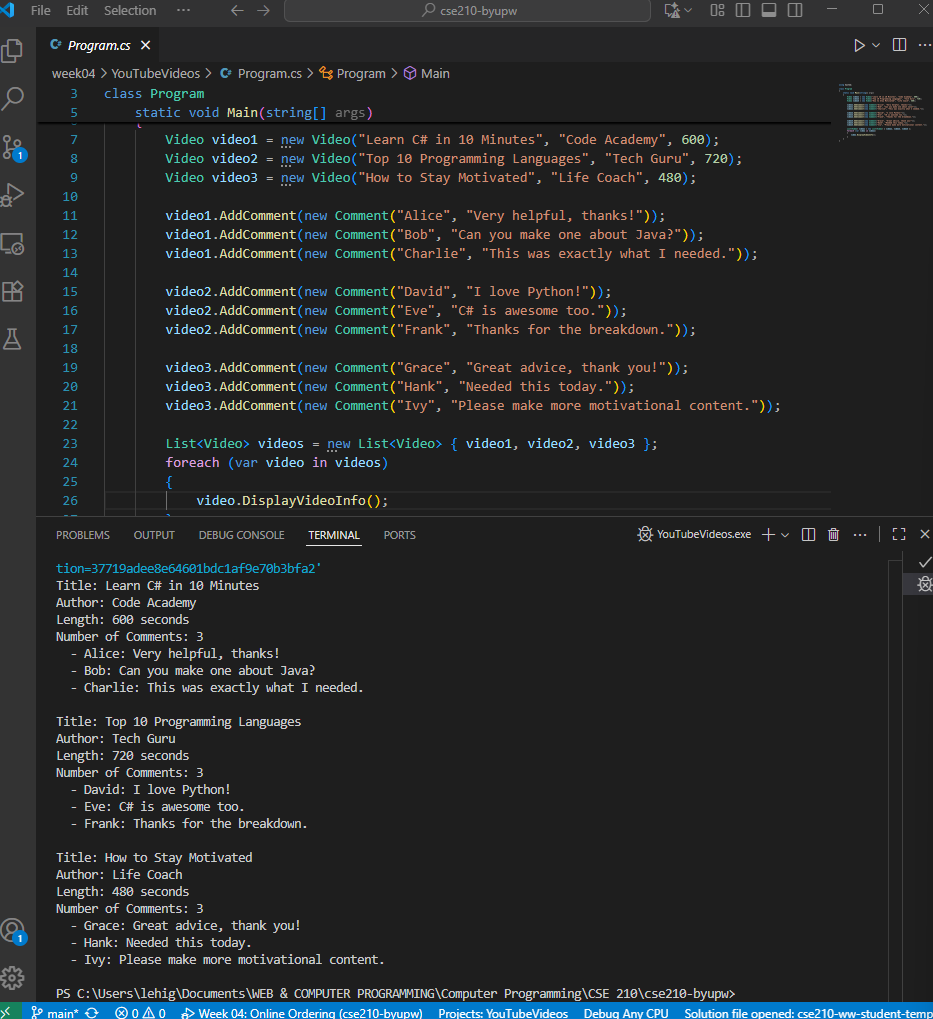 File Edit Selection ··· cse210-byupw
Program.cs
week04 > YouTubeVideos > Program.cs > Program > Main
3 class Program
5 static void Main(string[] args)
7 Video video1 = new Video("Learn C# in 10 Minutes", "Code Academy", 600);
8 Video video2 = new Video("Top 10 Programming Languages", "Tech Guru", 720);
9 Video video3 = new Video("How to Stay Motivated", "Life Coach", 480);
10
11 video1.AddComment(new Comment("Alice", "Very helpful, thanks!"));
12 video1.AddComment(new Comment("Bob", "Can you make one about Java?"));
13 video1.AddComment(new Comment("Charlie", "This was exactly what I needed."));
14
15 video2.AddComment(new Comment("David", "I love Python!"));
16 video2.AddComment(new Comment("Eve", "C# is awesome too."));
17 video2.AddComment(new Comment("Frank", "Thanks for the breakdown."));
18
19 video3.AddComment(new Comment("Grace", "Great advice, thank you!"));
20 video3.AddComment(new Comment("Hank", "Needed this today."));
21 video3.AddComment(new Comment("Ivy", "Please make more motivational content."));
22
23 List<Video> videos = new List<Video> { video1, video2, video3 };
24 foreach (var video in videos)
25 {
26 video.DisplayVideoInfo();
PROBLEMS OUTPUT DEBUG CONSOLE TERMINAL PORTS YouTubeVideos.exe
tion=37719adee8e64601bdc1af9e70b3bfa2'
Title: Learn C# in 10 Minutes
Author: Code Academy
Length: 600 seconds
Number of Comments: 3
- Alice: Very helpful, thanks!
- Bob: Can you make one about Java?
- Charlie: This was exactly what I needed.
Title: Top 10 Programming Languages
Author: Tech Guru
Length: 720 seconds
Number of Comments: 3
- David: I love Python!
- Eve: C# is awesome too.
- Frank: Thanks for the breakdown.
Title: How to Stay Motivated
Author: Life Coach
Length: 480 seconds
Number of Comments: 3
- Grace: Great advice, thank you!
- Hank: Needed this today.
- Ivy: Please make more motivational content.
PS C:\Users\lehig\Documents\WEB & COMPUTER PROGRAMMING\Computer Programming\CSE 210\cse210-byupw>
main* 0 0 Week 04: Online Ordering (cse210-byupw) Projects: YouTubeVideos Debug Any CPU Solution file opened: cse210-ww-student-temp